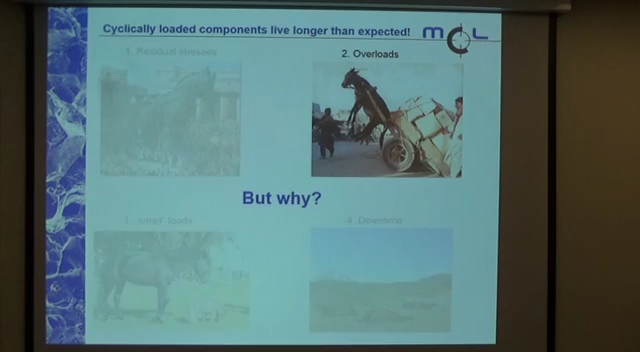 Cyclically loaded components live longer than expected!
MCL
1. Residual stresses
2. Overloads
But why?
3. "small" loads
4. Downtime